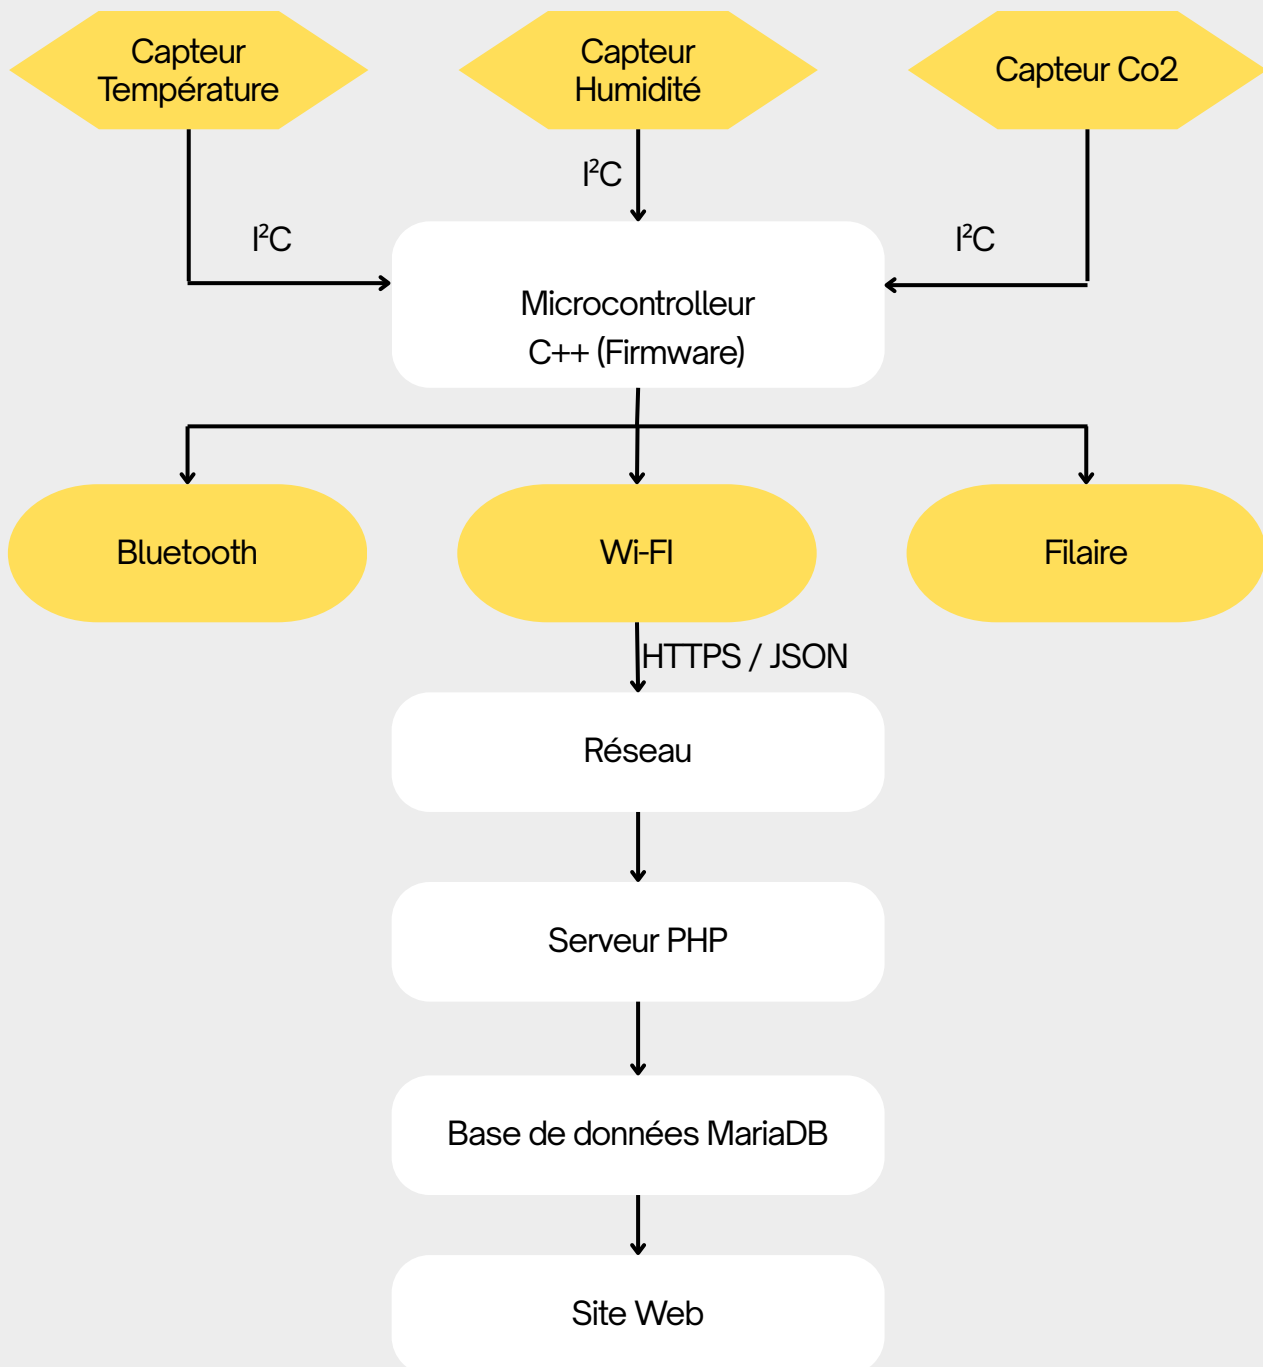 Capteur
Température
Capteur
Humidité
Capteur Co2
I²C
I²C
I²C
Microcontrolleur
C++ (Firmware)
Bluetooth
Wi-FI
Filaire
HTTPS / JSON
Réseau
Serveur PHP
Base de données MariaDB
Site Web